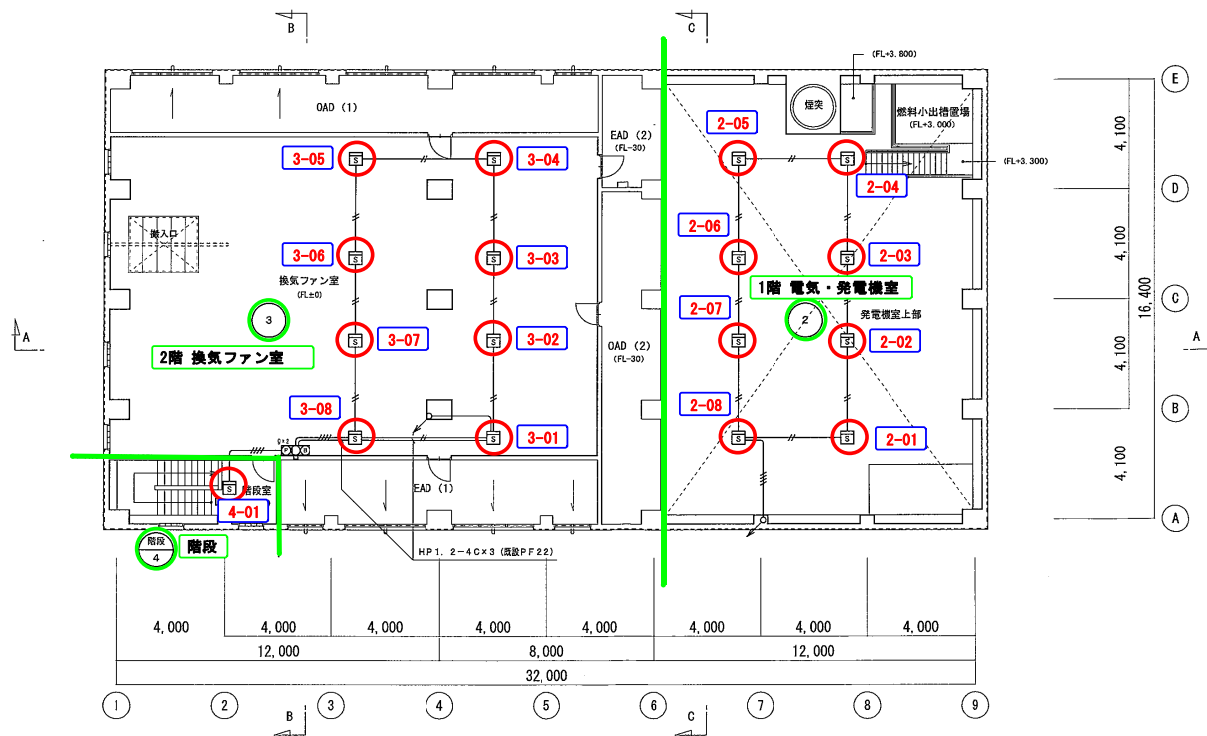 B
C
(FL+3.800)
E
OAD (1)
煙突
燃料小出槽置場
(FL+3.000)
EAD (2)
(FL-30)
2-05
3-05
S
S
3-04
S
S
(FL+3.300)
2-04
4,100
D
搬入口
2-06
2-03
3-06
S
S
3-03
S
S
換気ファン室
(FL±0)
1階 電気・発電機室
4,100
16,400
C
3
2
発電機室上部
2-07
A
3-07
S
S
3-02
S
S
2-02
A
2階 換気ファン室
OAD (2)
(FL-30)
4,100
3-08
2-08
B
S
S
3-01
S
S
2-01
P
B
S
階段室
EAD (1)
4,100
4-01
A
階段
4
階段
HP1.2-4C×3 (既設PF22)
4,000
4,000
4,000
4,000
4,000
4,000
4,000
4,000
12,000
8,000
12,000
32,000
1
2
3
4
5
6
7
8
9
B
C